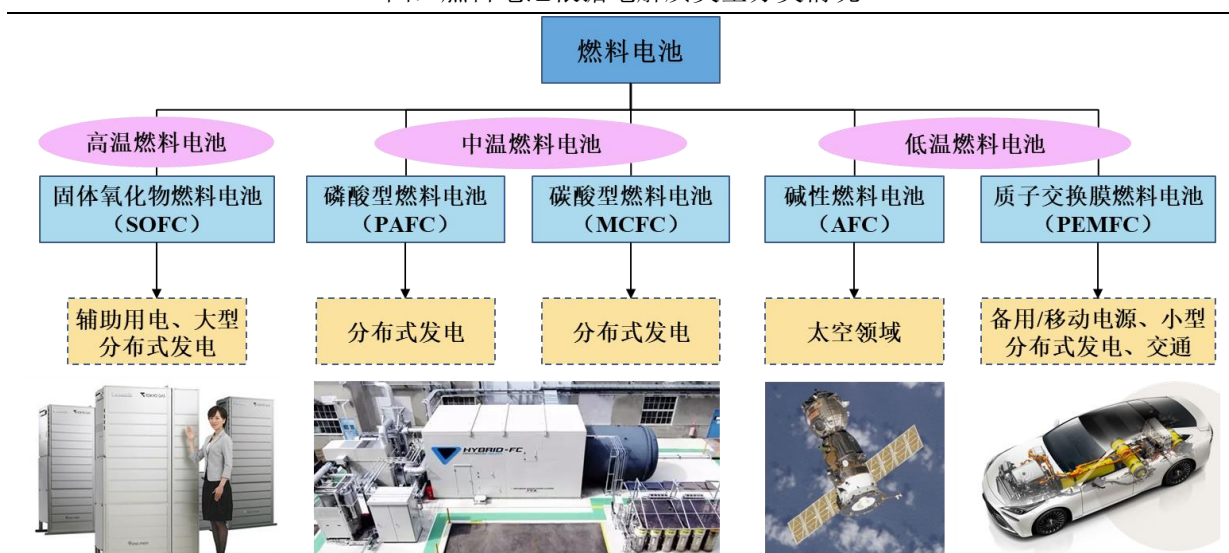 燃料电池
高温燃料电池
中温燃料电池
低温燃料电池
固体氧化物燃料电池
（SOFC）
磷酸型燃料电池
（PAFC）
碳酸型燃料电池
（MCFC）
碱性燃料电池
（AFC）
质子交换膜燃料电池
（PEMFC）
辅助用电、大型
分布式发电
分布式发电
分布式发电
太空领域
备用/移动电源、小型
分布式发电、交通
TOKYO GAS
HYBRID-FC